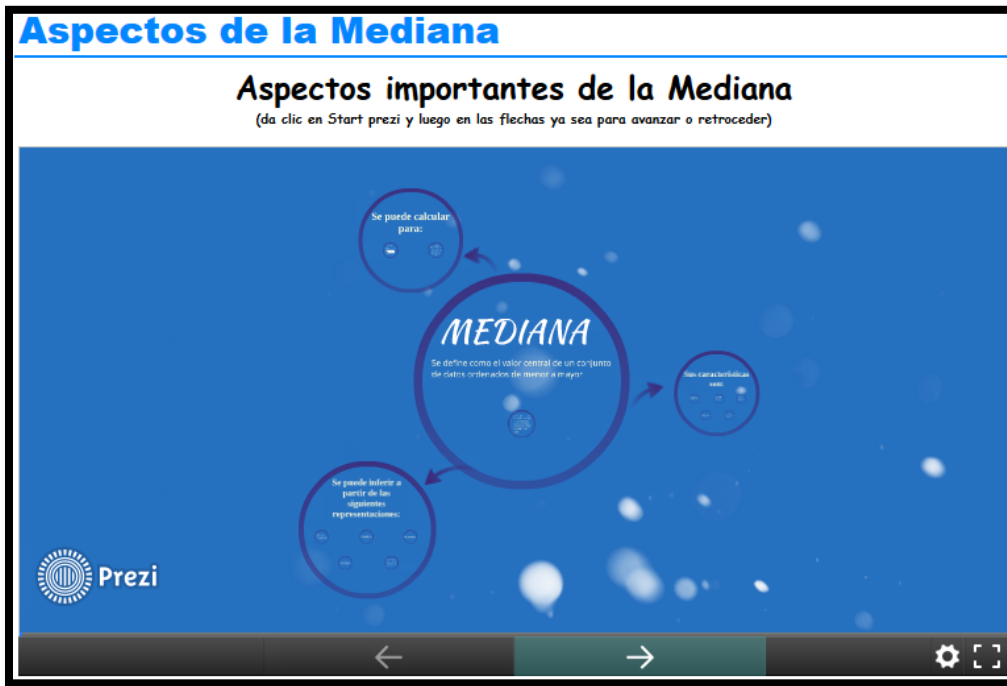 Aspectos de la Mediana
Aspectos importantes de la Mediana
(da clic en Start prezi y luego en las flechas ya sea para avanzar o retroceder)
Se puede calcular
para:
MEDIANA
Se define como el valor central de un conjunto
de datos ordenados de menor a mayor
Sus características
son:
Se puede inferir a
partir de las
siguientes
representaciones:
Prezi